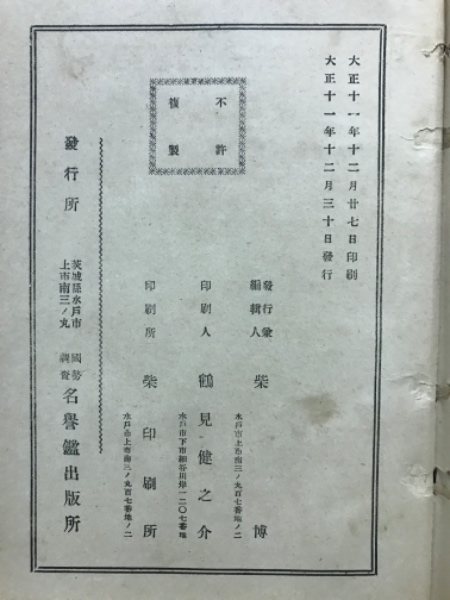 大正十一年十二月廿七日印刷
大正十一年十二月三十日發行
不許
複製
發行兼
編輯人
柴博
水戶市上市南三ノ丸百七番地ノ二
印刷人
鶴見健之介
水戶市下市細谷川岸一二〇七番地
印刷所
柴印刷所
水戶市上市南三ノ丸百七番地ノ二
發行所
茨城縣水戶市
上市南三ノ丸
國勢
調査
名譽鑑出版所